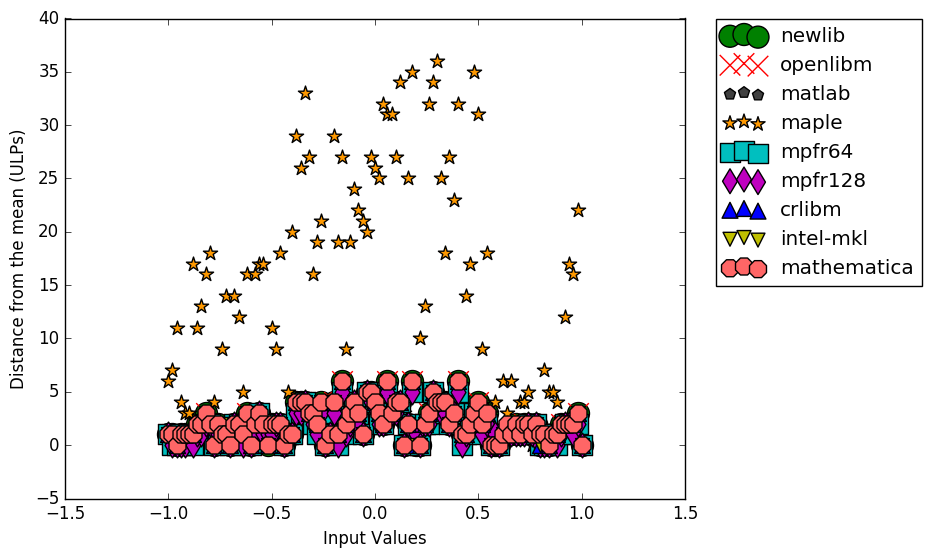 40
35
30
25
20
15
10
5
0
−5
Distance from the mean (ULPs)
−1.5 −1.0 −0.5 0.0 0.5 1.0 1.5
Input Values
newlib
openlibm
matlab
maple
mpfr64
mpfr128
crlibm
intel-mkl
mathematica